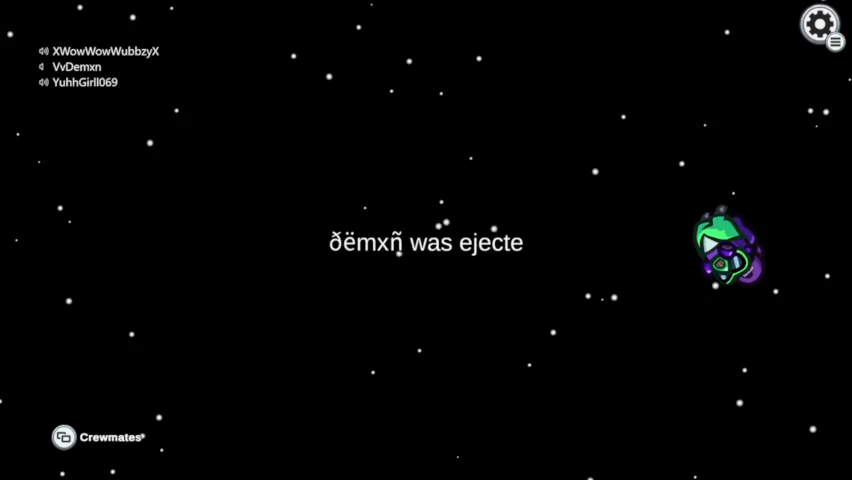 XWowWowWubbzyX
VvDemxn
YuhhGirll069
ðëmxñ was ejecte
Crewmates®